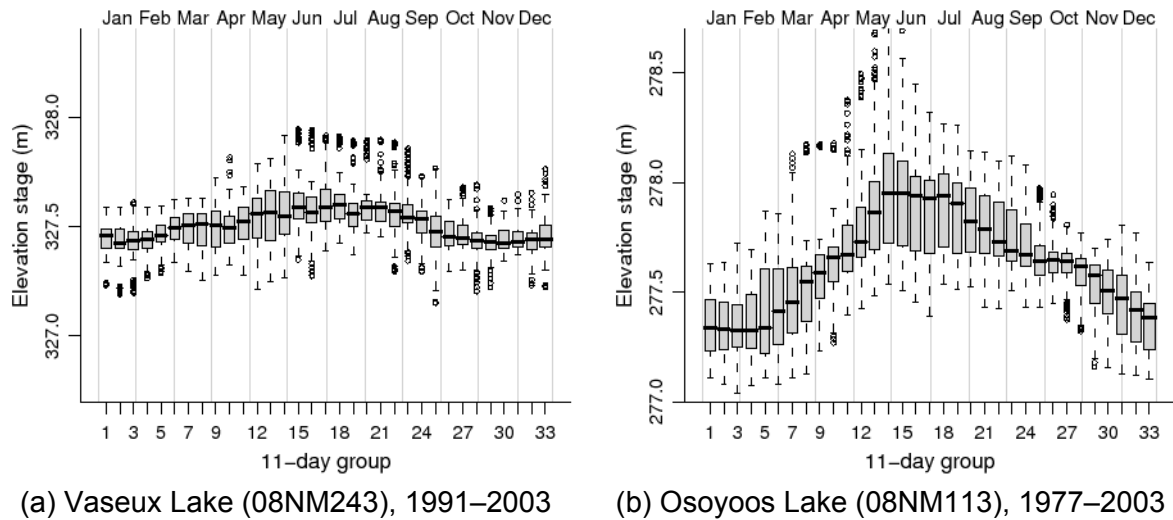 Jan Feb Mar Apr May Jun Jul Aug Sep Oct Nov Dec
Elevation stage (m)
328.0
327.5
327.0
1 3 5 7 9 12 15 18 21 24 27 30 33
11−day group
(a) Vaseux Lake (08NM243), 1991–2003
Jan Feb Mar Apr May Jun Jul Aug Sep Oct Nov Dec
Elevation stage (m)
278.5
278.0
277.5
277.0
1 3 5 7 9 12 15 18 21 24 27 30 33
11−day group
(b) Osoyoos Lake (08NM113), 1977–2003